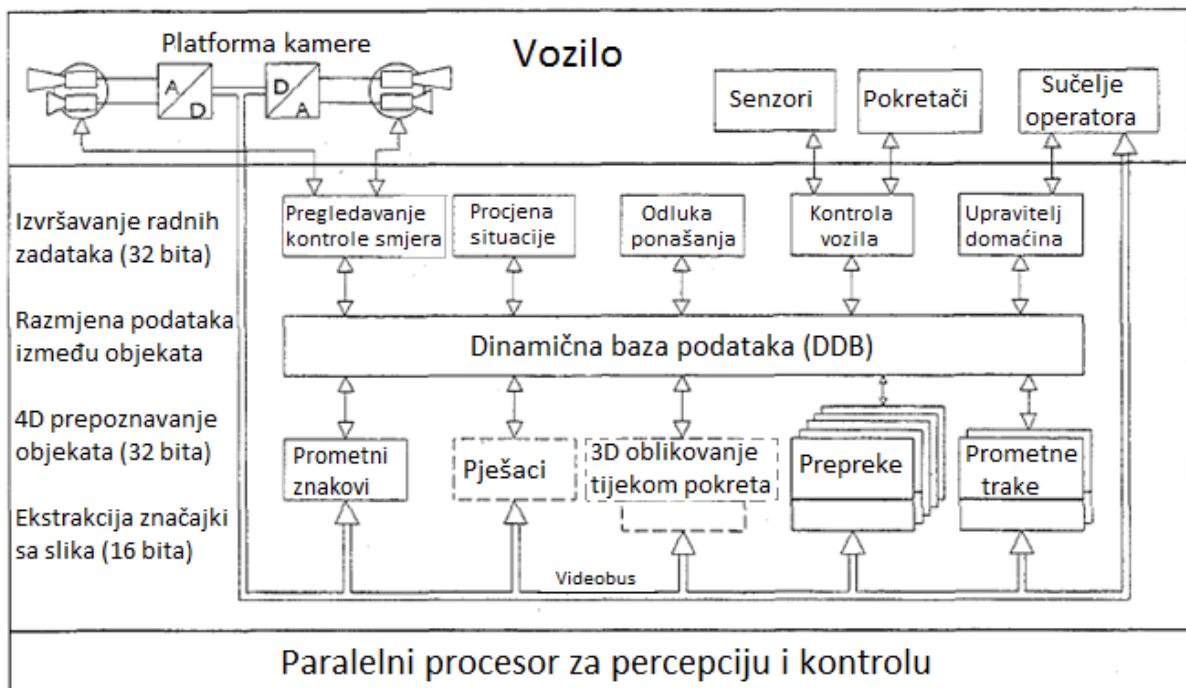 Platforma kamere
Vozilo
A
D
D
A
Senzori
Pokretači
Sučelje
operatora
Izvršavanje radnih
zadataka (32 bita)
Pregledavanje
kontrole smjera
Procjena
situacije
Odluka
ponašanja
Kontrola
vozila
Upravitelj
domaćina
Razmjena podataka
između objekata
Dinamična baza podataka (DDB)
4D prepoznavanje
objekata (32 bita)
Prometni
znakovi
Pješaci
3D oblikovanje
tijekom pokreta
Prepreke
Prometne
trake
Ekstrakcija značajki
sa slika (16 bita)
Videobus
Paralelni procesor za percepciju i kontrolu